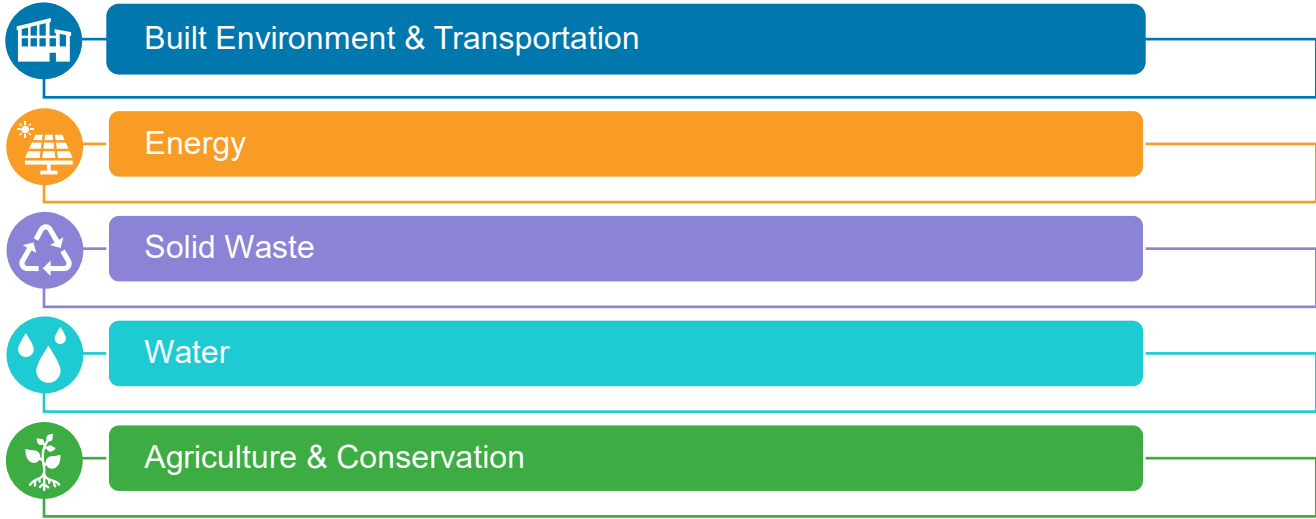 Built Environment & Transportation
Energy
Solid Waste
Water
Agriculture & Conservation